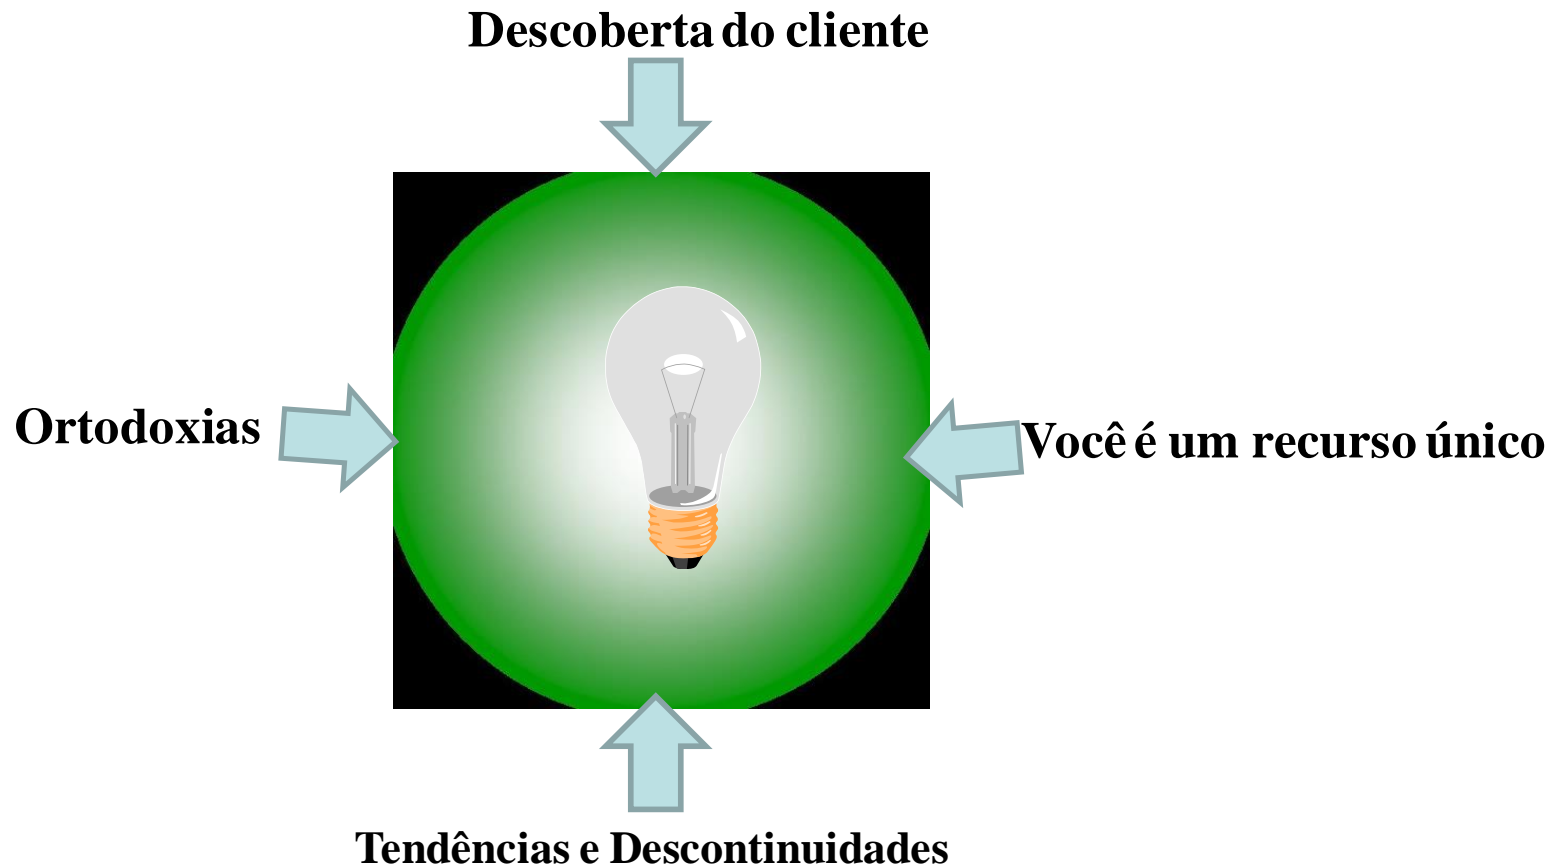 Descoberta do cliente
Ortodoxias
Você é um recurso único
Tendências e Descontinuidades